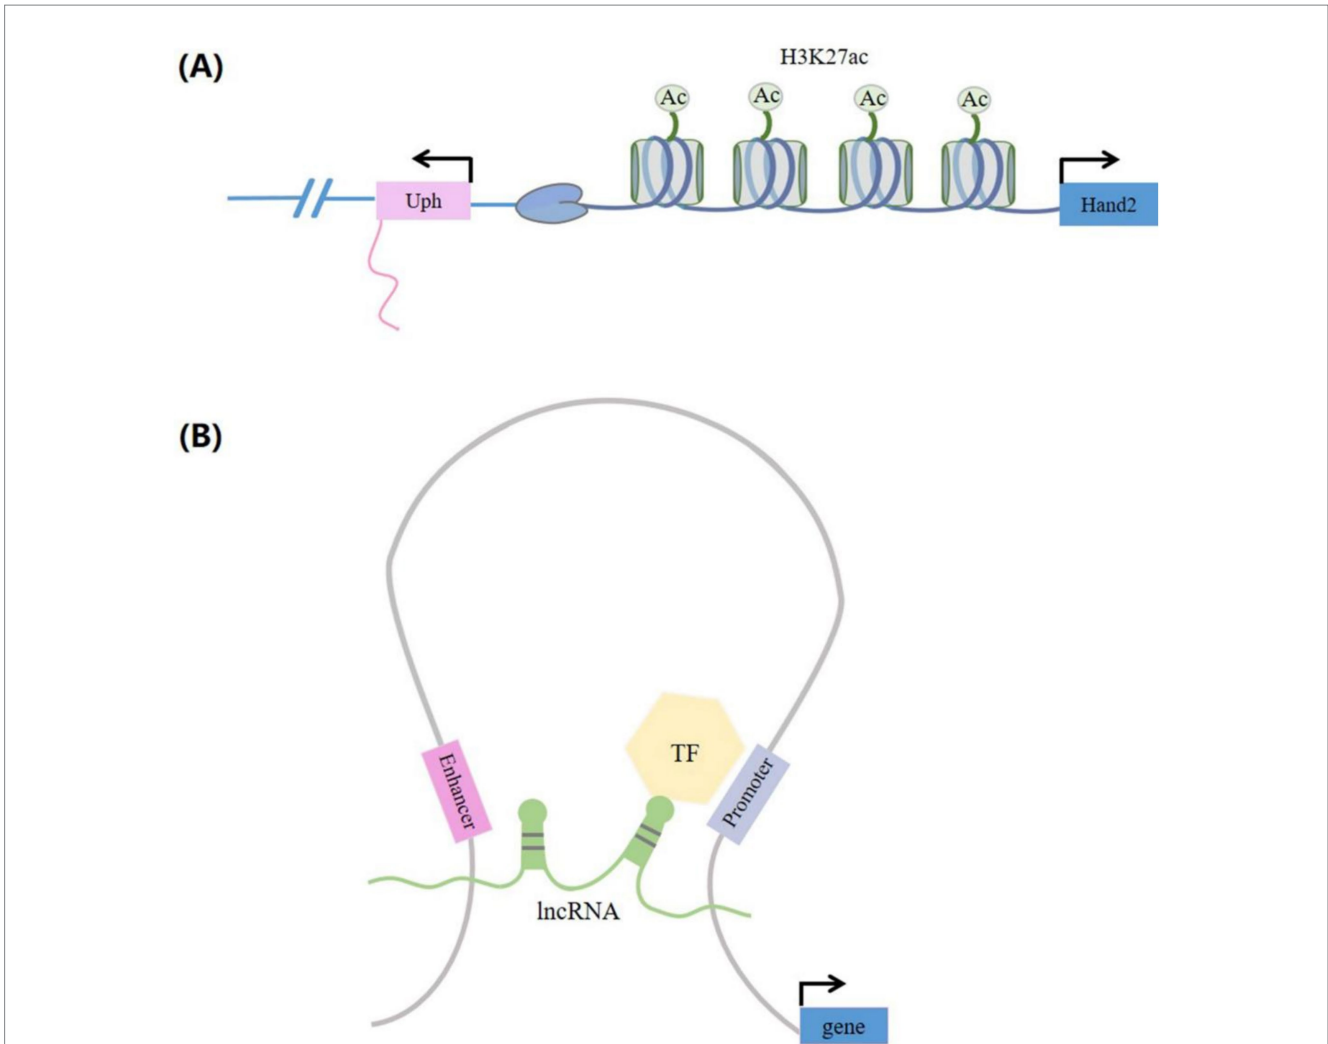 (A)
H3K27ac
Ac
Ac
Ac
Ac
Uph
Hand2
(B)
TF
Enhancer
Promoter
lncRNA
gene